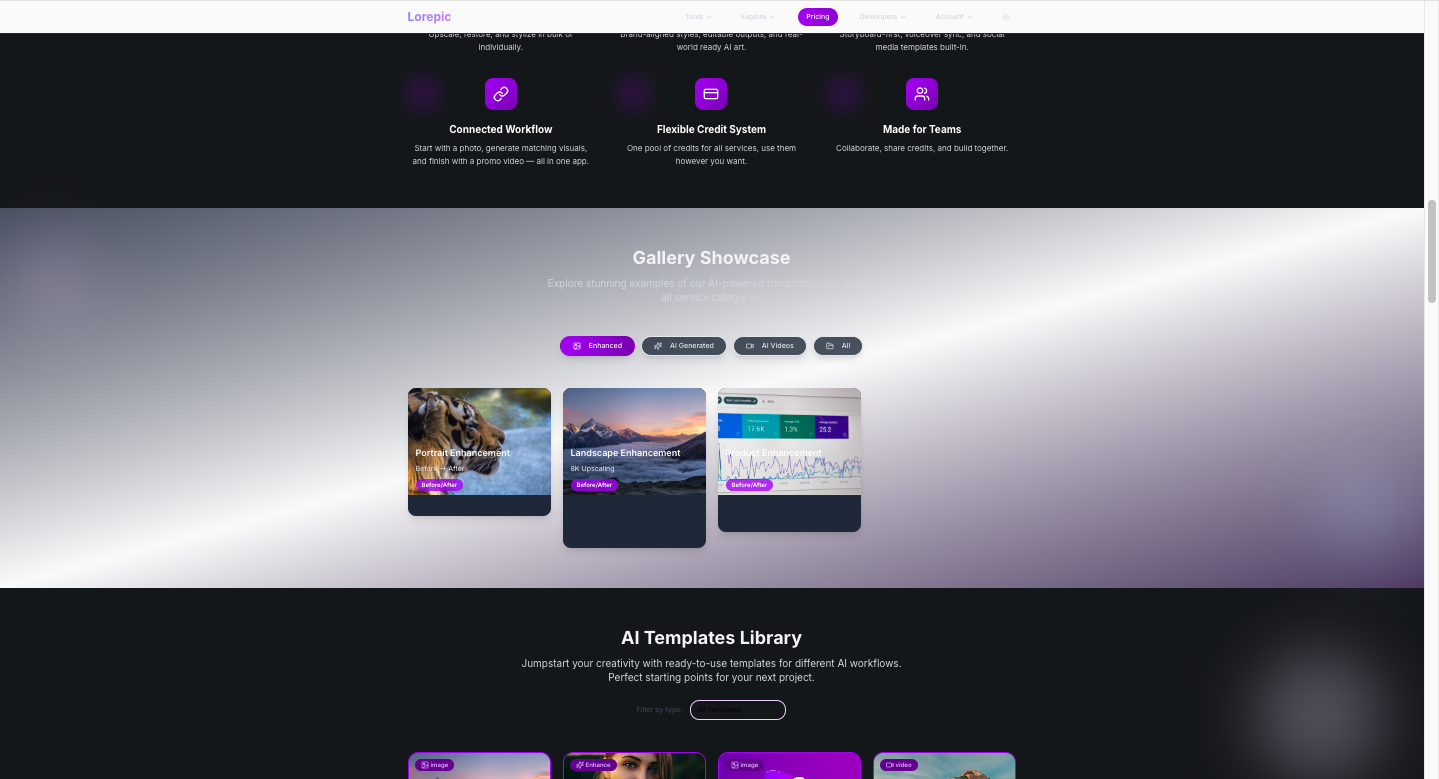 Lorepic
Tools
Explore
Pricing
Developers
Account
Upscale, restore, and stylize in bulk or
individually.
Brand-aligned styles, editable outputs, and real-
world ready AI art.
Storyboard-first, voiceover sync, and social
media templates built-in.
Connected Workflow
Start with a photo, generate matching visuals,
and finish with a promo video — all in one app.
Flexible Credit System
One pool of credits for all services, use them
however you want.
Made for Teams
Collaborate, share credits, and build together.
Gallery Showcase
Explore stunning examples of our AI-powered transformations
all service categories
Enhanced
AI Generated
AI Videos
All
Portrait Enhancement
Before → After
Before/After
Landscape Enhancement
8K Upscaling
Before/After
17.6K
1.3%
25.2
Product Enhancement
Before/After
AI Templates Library
Jumpstart your creativity with ready-to-use templates for different AI workflows.
Perfect starting points for your next project.
Filter by type:
image
Enhance
image
video